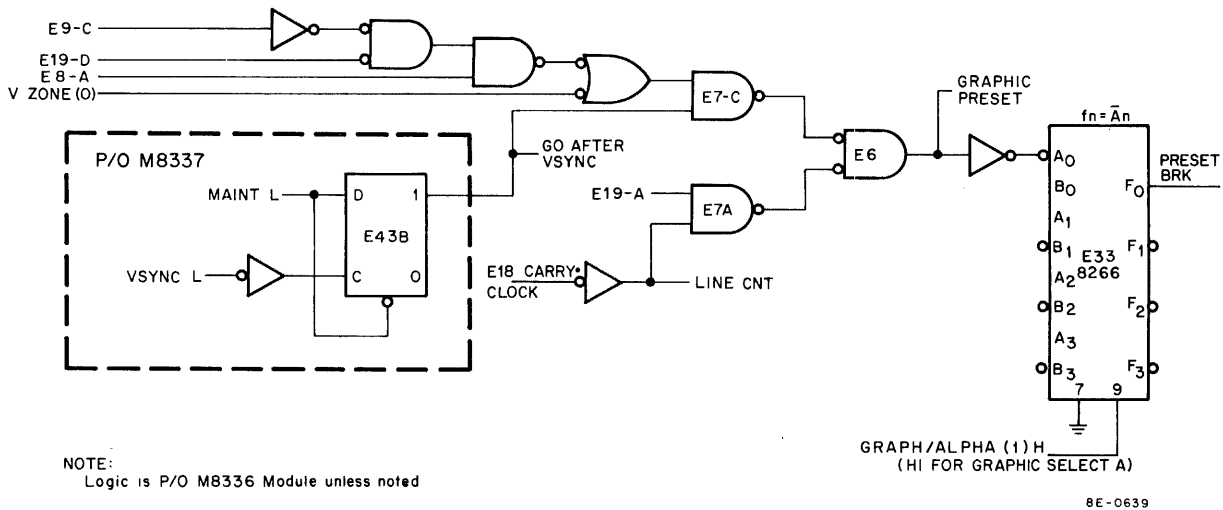 E9-C
E19-D
E8-A
V ZONE (0)
E7-C
GRAPHIC
PRESET
fn = A̅n
P/O M8337
GO AFTER
VSYNC
E6
A0
B0
A1
B1
A2
B2
A3
B3
F0
F1
F2
F3
E33
8266
7 9
PRESET
BRK
MAINT L
D 1
E43B
C 0
VSYNC L
E19-A
E7A
E18 CARRY
CLOCK
LINE CNT
GRAPH/ALPHA (1) H
(HI FOR GRAPHIC SELECT A)
NOTE:
Logic is P/O M8336 Module unless noted
8E-0639